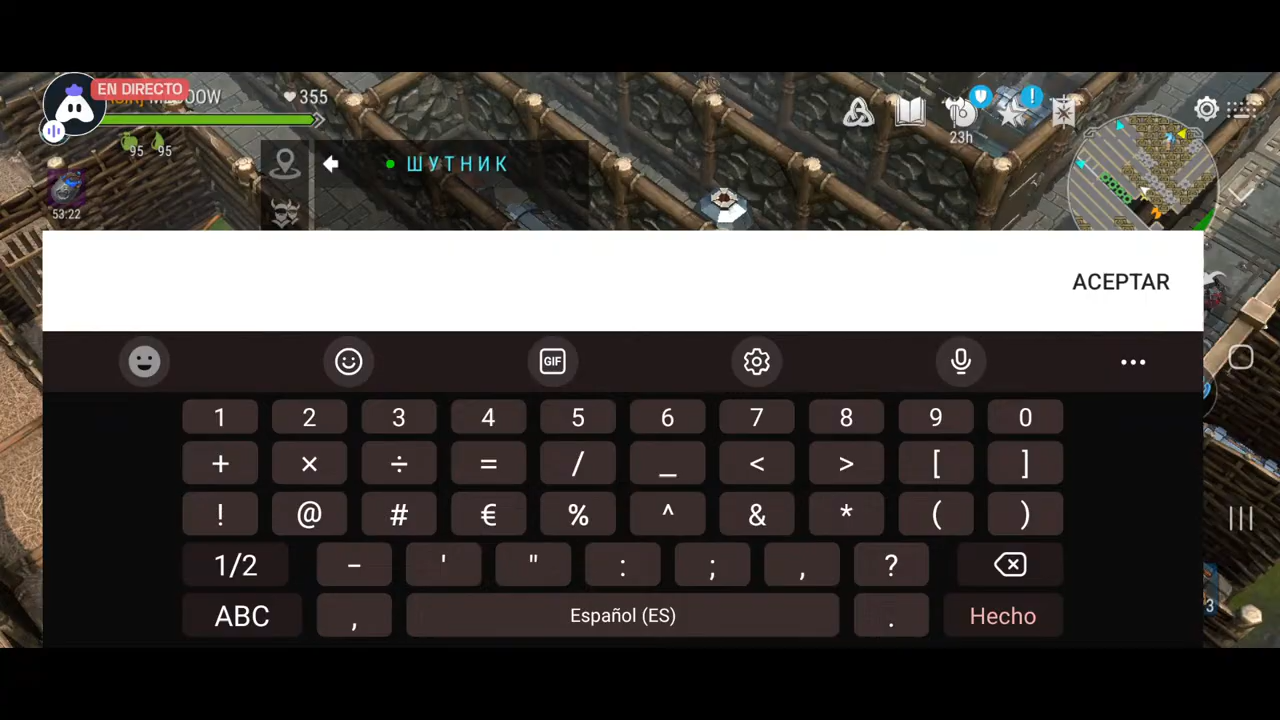 EN DIRECTO
355
95 95
53:22
ШУТНИК
23h
ACEPTAR
GIF
1 2 3 4 5 6 7 8 9 0
+ × ÷ = / _ < > [ ]
! @ # € % ^ & * ( )
1/2 - ' " : ; , ?
ABC , Español (ES) . Hecho
3